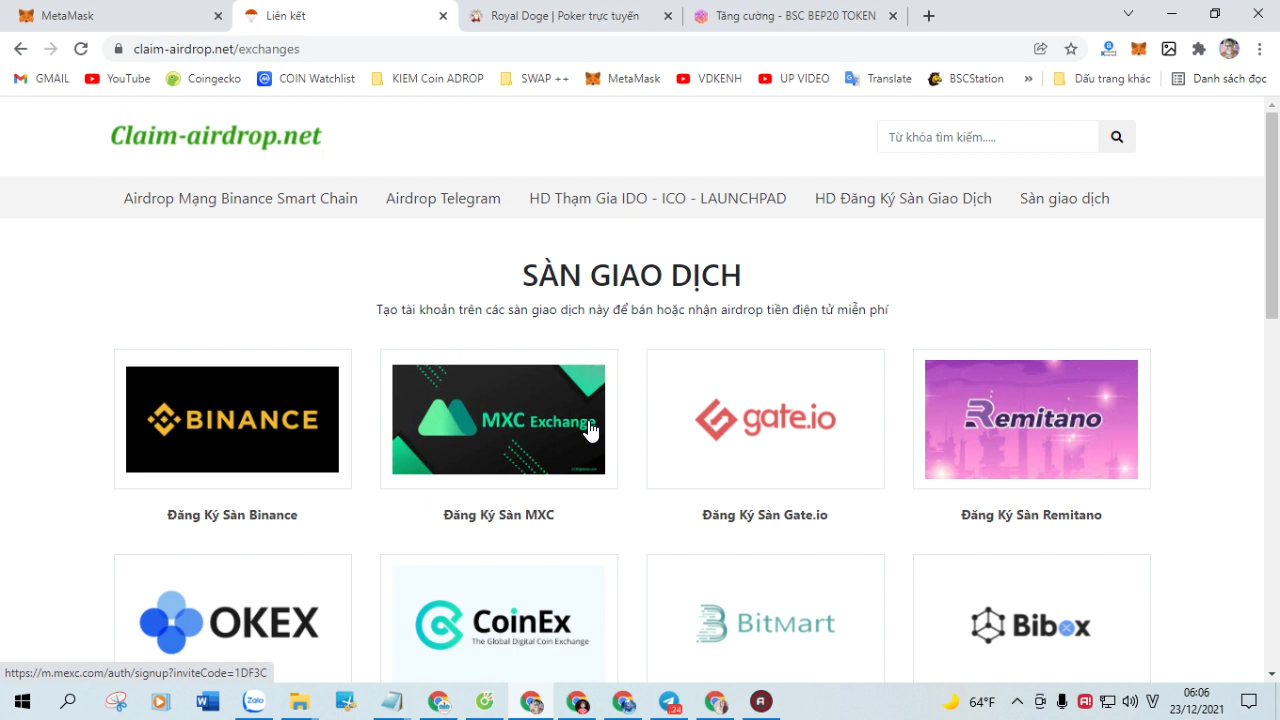 MetaMask
Liên kết
Royal Doge | Poker trực tuyến
Tăng cường - BSC BEP20 TOKEN
claim-airdrop.net/exchanges
GMAIL
YouTube
Coingecko
COIN Watchlist
KIEM Coin ADROP
SWAP ++
MetaMask
VDKENH
UP VIDEO
Translate
BSCStation
»
Dấu trang khác
Danh sách đọc
Claim-airdrop.net
Từ khóa tìm kiếm.....
Airdrop Mạng Binance Smart Chain
Airdrop Telegram
HD Thạm Gia IDO - ICO - LAUNCHPAD
HD Đăng Ký Sàn Giao Dịch
Sàn giao dịch
SÀN GIAO DỊCH
Tạo tài khoản trên các sàn giao dịch này để bán hoặc nhận airdrop tiền điện tử miễn phí
BINANCE
MXC Exchange
gate.io
Remitano
Đăng Ký Sàn Binance
Đăng Ký Sàn MXC
Đăng Ký Sàn Gate.io
Đăng Ký Sàn Remitano
OKEX
CoinEx
The Global Digital Coin Exchange
BitMart
Bibox
https://m.mexc.com/auth/signup?inviteCode=1DF3C
Zalo
24
64°F
06:06
23/12/2021